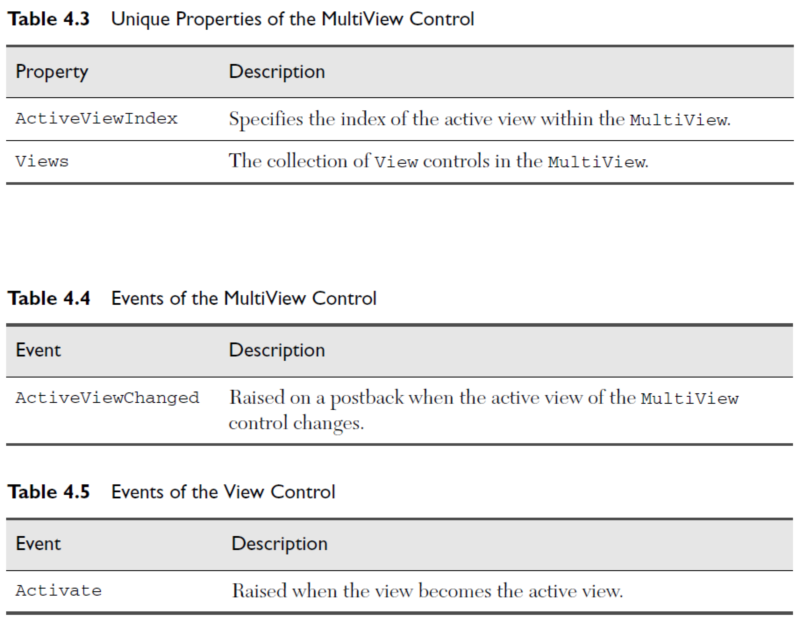 Table 4.3 Unique Properties of the MultiView Control
Property Description
ActiveViewIndex Specifies the index of the active view within the MultiView.
Views The collection of View controls in the MultiView.
Table 4.4 Events of the MultiView Control
Event Description
ActiveViewChanged Raised on a postback when the active view of the MultiView
control changes.
Table 4.5 Events of the View Control
Event Description
Activate Raised when the view becomes the active view.